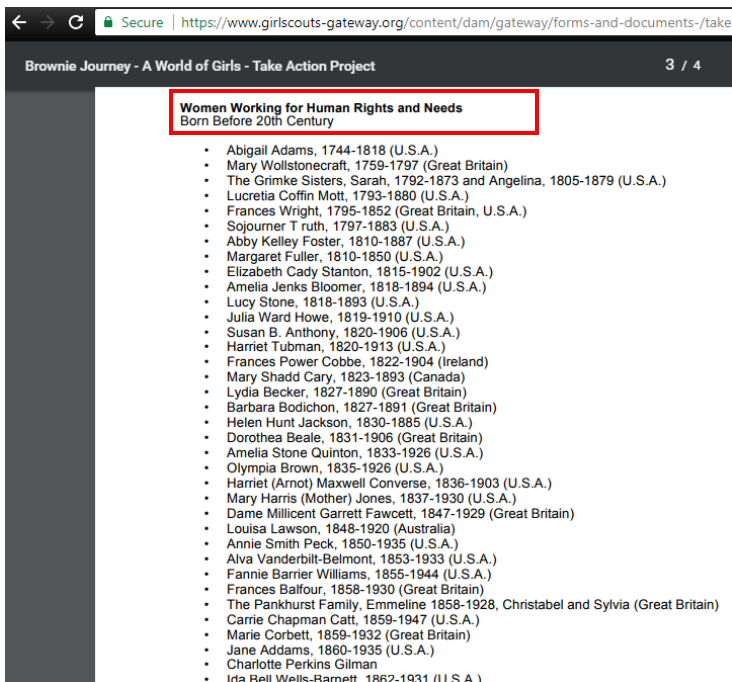 Secure | https://www.girlscouts-gateway.org/content/dam/gateway/forms-and-documents-/take
Brownie Journey - A World of Girls - Take Action Project 3 / 4
Women Working for Human Rights and Needs
Born Before 20th Century
• Abigail Adams, 1744-1818 (U.S.A.)
• Mary Wollstonecraft, 1759-1797 (Great Britain)
• The Grimke Sisters, Sarah, 1792-1873 and Angelina, 1805-1879 (U.S.A.)
• Lucretia Coffin Mott, 1793-1880 (U.S.A.)
• Frances Wright, 1795-1852 (Great Britain, U.S.A.)
• Sojourner T ruth, 1797-1883 (U.S.A.)
• Abby Kelley Foster, 1810-1887 (U.S.A.)
• Margaret Fuller, 1810-1850 (U.S.A.)
• Elizabeth Cady Stanton, 1815-1902 (U.S.A.)
• Amelia Jenks Bloomer, 1818-1894 (U.S.A.)
• Lucy Stone, 1818-1893 (U.S.A.)
• Julia Ward Howe, 1819-1910 (U.S.A.)
• Susan B. Anthony, 1820-1906 (U.S.A.)
• Harriet Tubman, 1820-1913 (U.S.A.)
• Frances Power Cobbe, 1822-1904 (Ireland)
• Mary Shadd Cary, 1823-1893 (Canada)
• Lydia Becker, 1827-1890 (Great Britain)
• Barbara Bodichon, 1827-1891 (Great Britain)
• Helen Hunt Jackson, 1830-1885 (U.S.A.)
• Dorothea Beale, 1831-1906 (Great Britain)
• Amelia Stone Quinton, 1833-1926 (U.S.A.)
• Olympia Brown, 1835-1926 (U.S.A.)
• Harriet (Arnot) Maxwell Converse, 1836-1903 (U.S.A.)
• Mary Harris (Mother) Jones, 1837-1930 (U.S.A.)
• Dame Millicent Garrett Fawcett, 1847-1929 (Great Britain)
• Louisa Lawson, 1848-1920 (Australia)
• Annie Smith Peck, 1850-1935 (U.S.A.)
• Alva Vanderbilt-Belmont, 1853-1933 (U.S.A.)
• Fannie Barrier Williams, 1855-1944 (U.S.A.)
• Frances Balfour, 1858-1930 (Great Britain)
• The Pankhurst Family, Emmeline 1858-1928, Christabel and Sylvia (Great Britain)
• Carrie Chapman Catt, 1859-1947 (U.S.A.)
• Marie Corbett, 1859-1932 (Great Britain)
• Jane Addams, 1860-1935 (U.S.A.)
• Charlotte Perkins Gilman
• Ida Bell Wells-Barnett, 1862-1931 (U.S.A.)